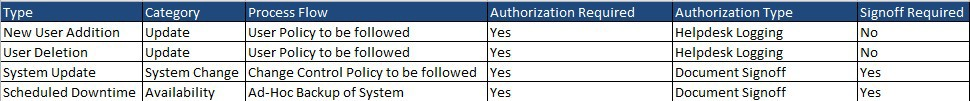 Type Category Process Flow Authorization Required Authorization Type Signoff Required
New User Addition Update User Policy to be followed Yes Helpdesk Logging No
User Deletion Update User Policy to be followed Yes Helpdesk Logging No
System Update System Change Change Control Policy to be followed Yes Document Signoff Yes
Scheduled Downtime Availability Ad-Hoc Backup of System Yes Document Signoff Yes